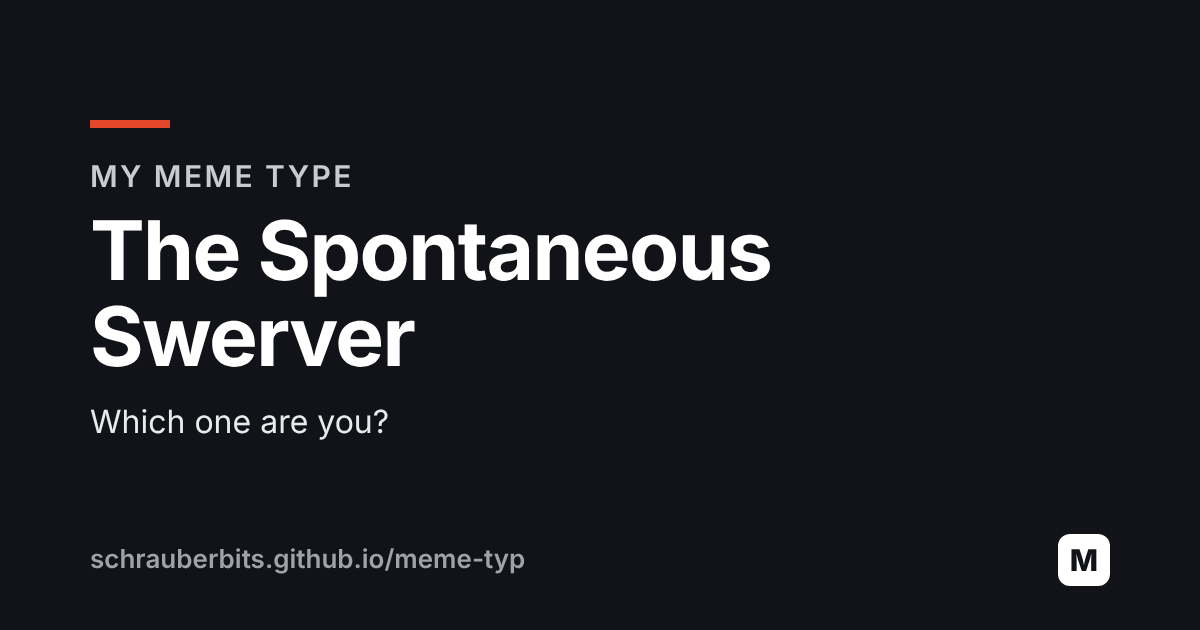 MY MEME TYPE
The Spontaneous
Swerver
Which one are you?
schrauberbits.github.io/meme-typ
M